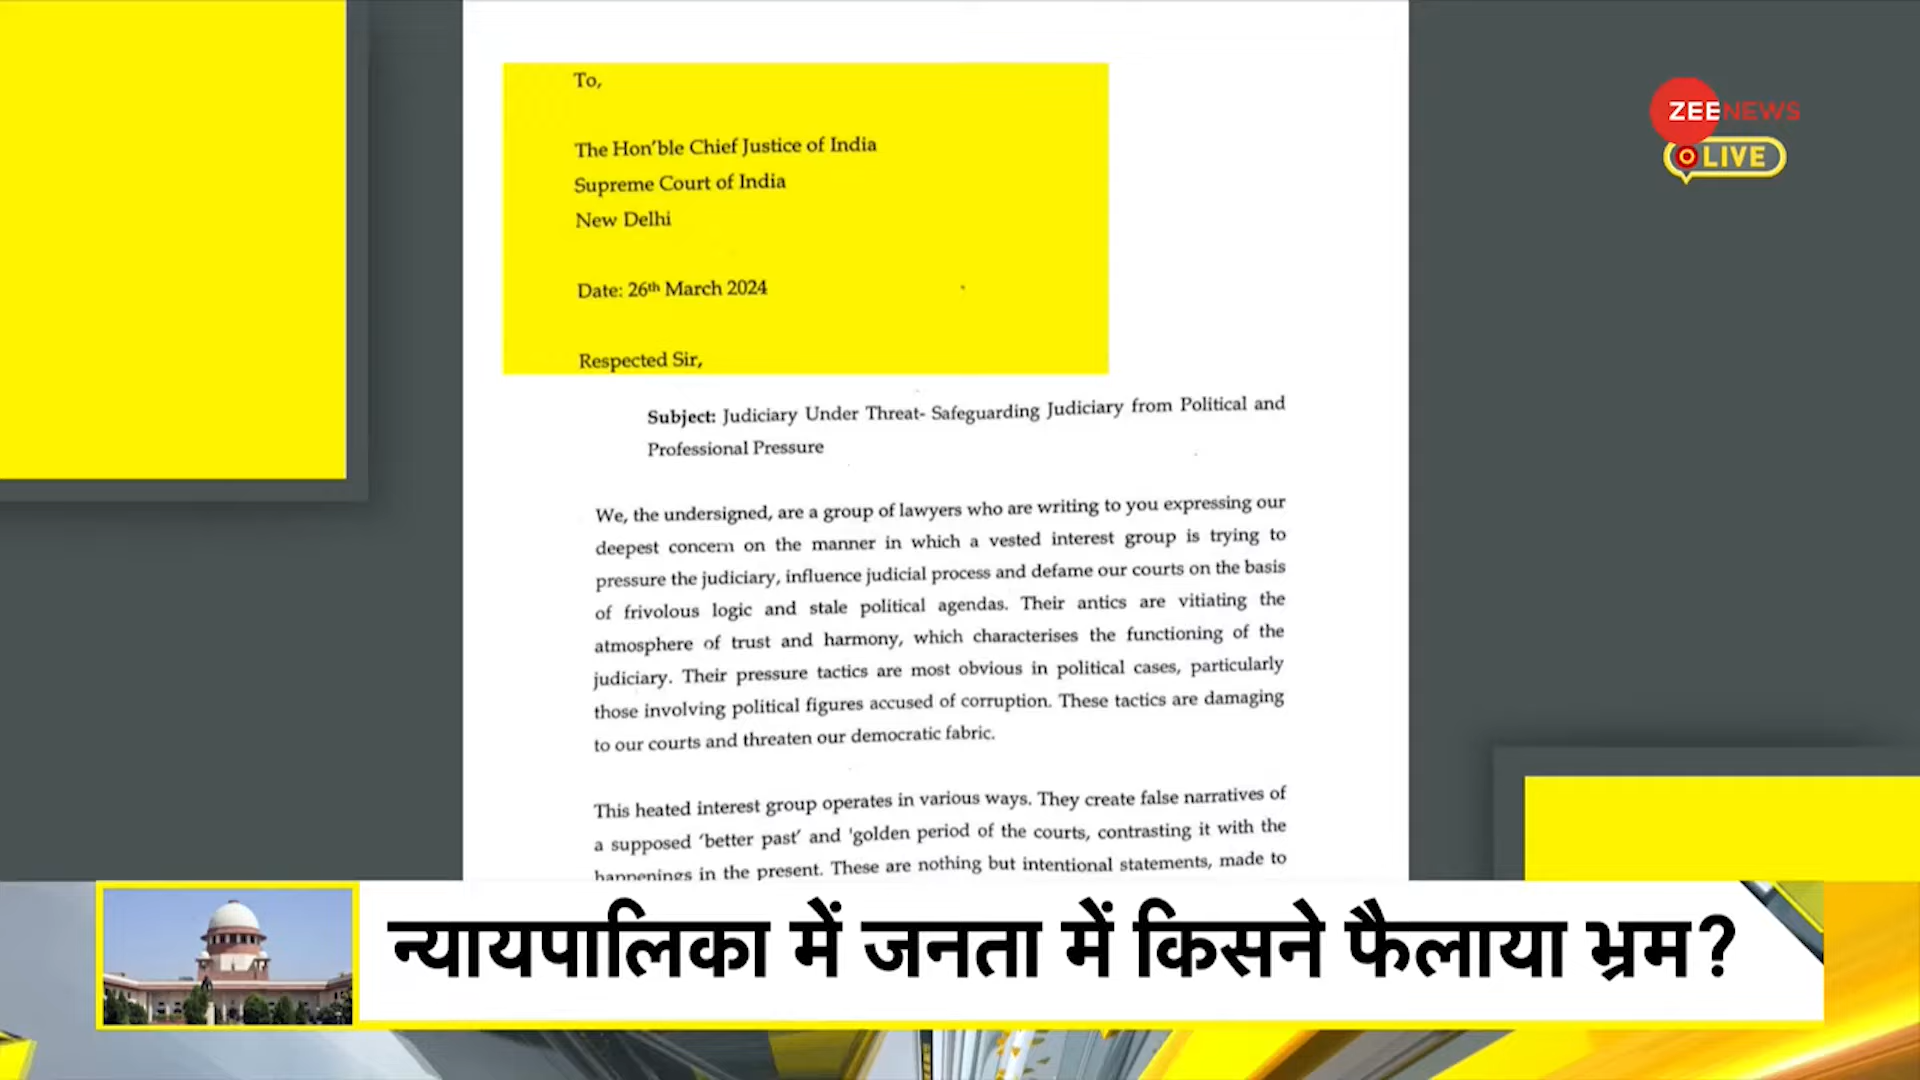 To,
The Hon'ble Chief Justice of India
Supreme Court of India
New Delhi
Date: 26th March 2024
Respected Sir,
Subject: Judiciary Under Threat- Safeguarding Judiciary from Political and
Professional Pressure
We, the undersigned, are a group of lawyers who are writing to you expressing our
deepest concern on the manner in which a vested interest group is trying to
pressure the judiciary, influence judicial process and defame our courts on the basis
of frivolous logic and stale political agendas. Their antics are vitiating the
atmosphere of trust and harmony, which characterises the functioning of the
judiciary. Their pressure tactics are most obvious in political cases, particularly
those involving political figures accused of corruption. These tactics are damaging
to our courts and threaten our democratic fabric.
This heated interest group operates in various ways. They create false narratives of
a supposed 'better past' and 'golden period of the courts, contrasting it with the
happenings in the present. These are nothing but intentional statements, made to
ZEE NEWS
LIVE
न्यायपालिका में जनता में किसने फैलाया भ्रम?